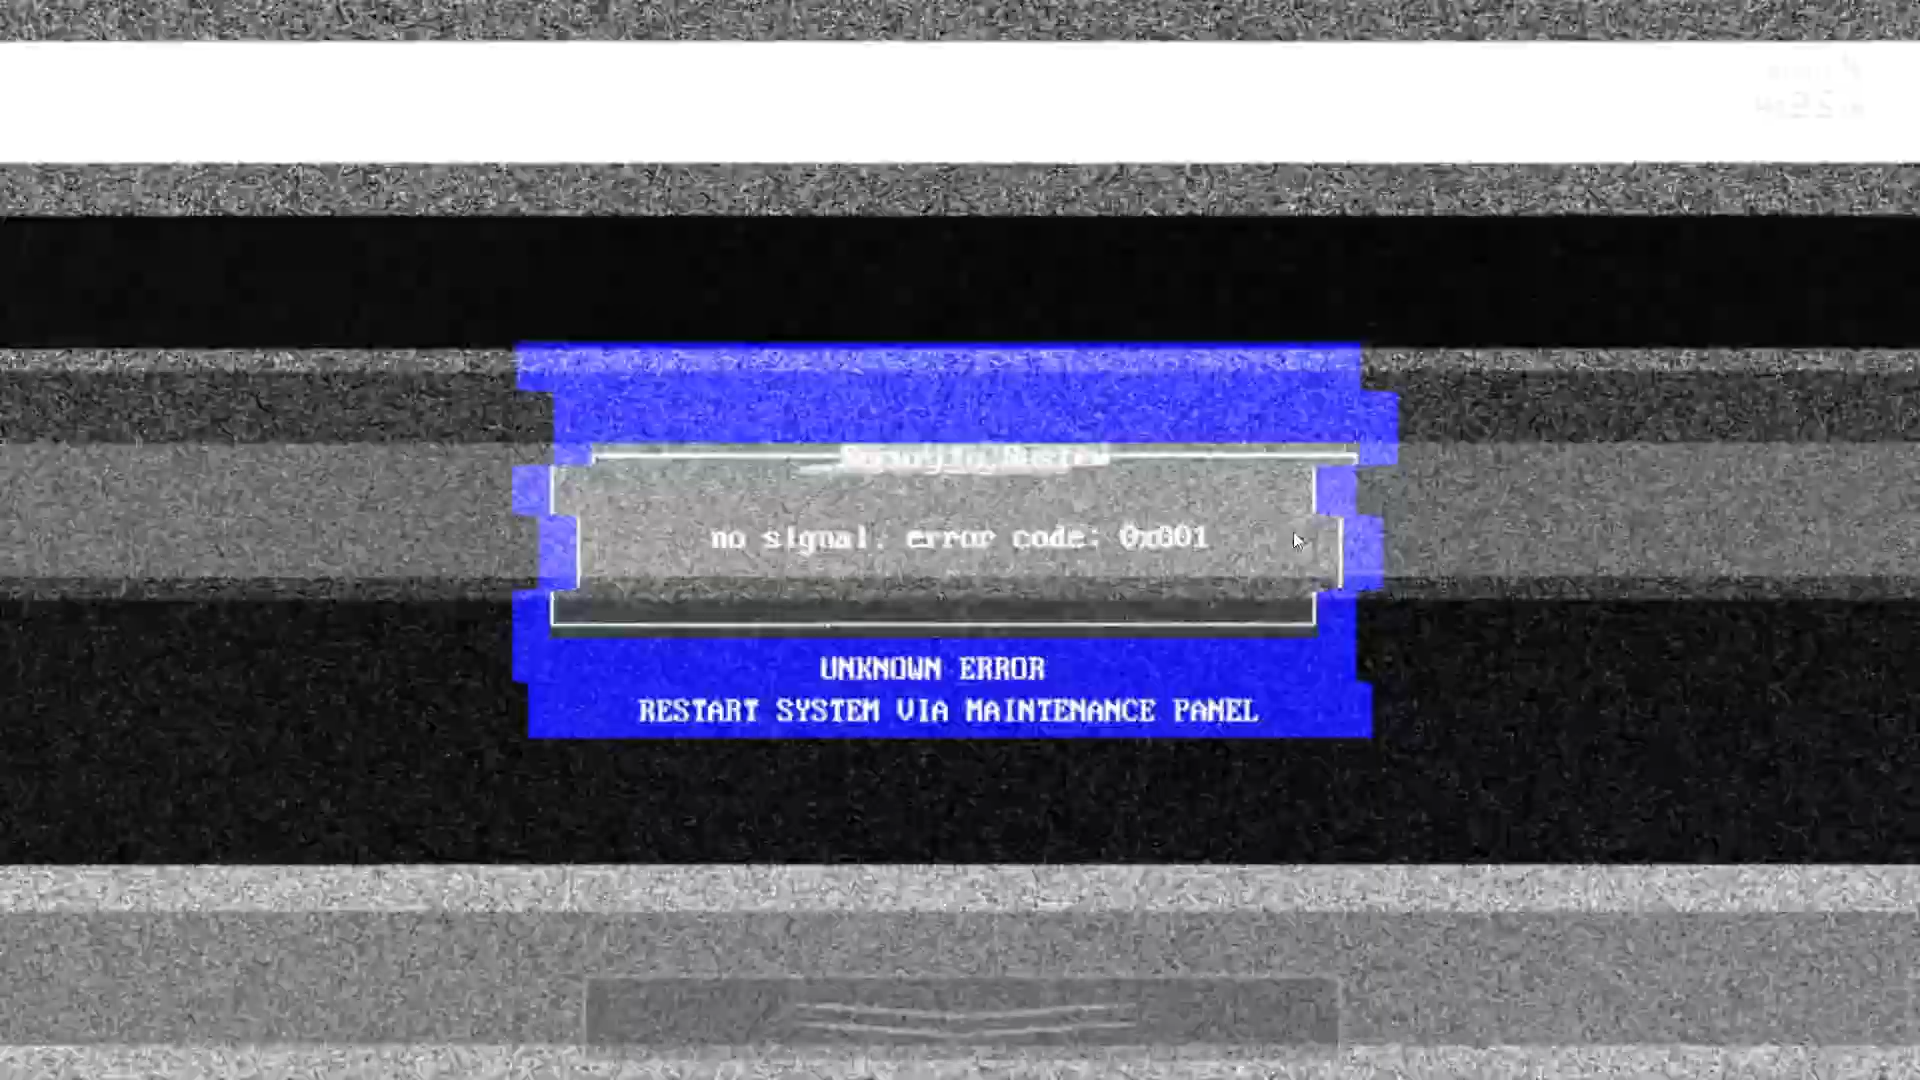 no signal. error code: 0x001
UNKNOWN ERROR
RESTART SYSTEM VIA MAINTENANCE PANEL